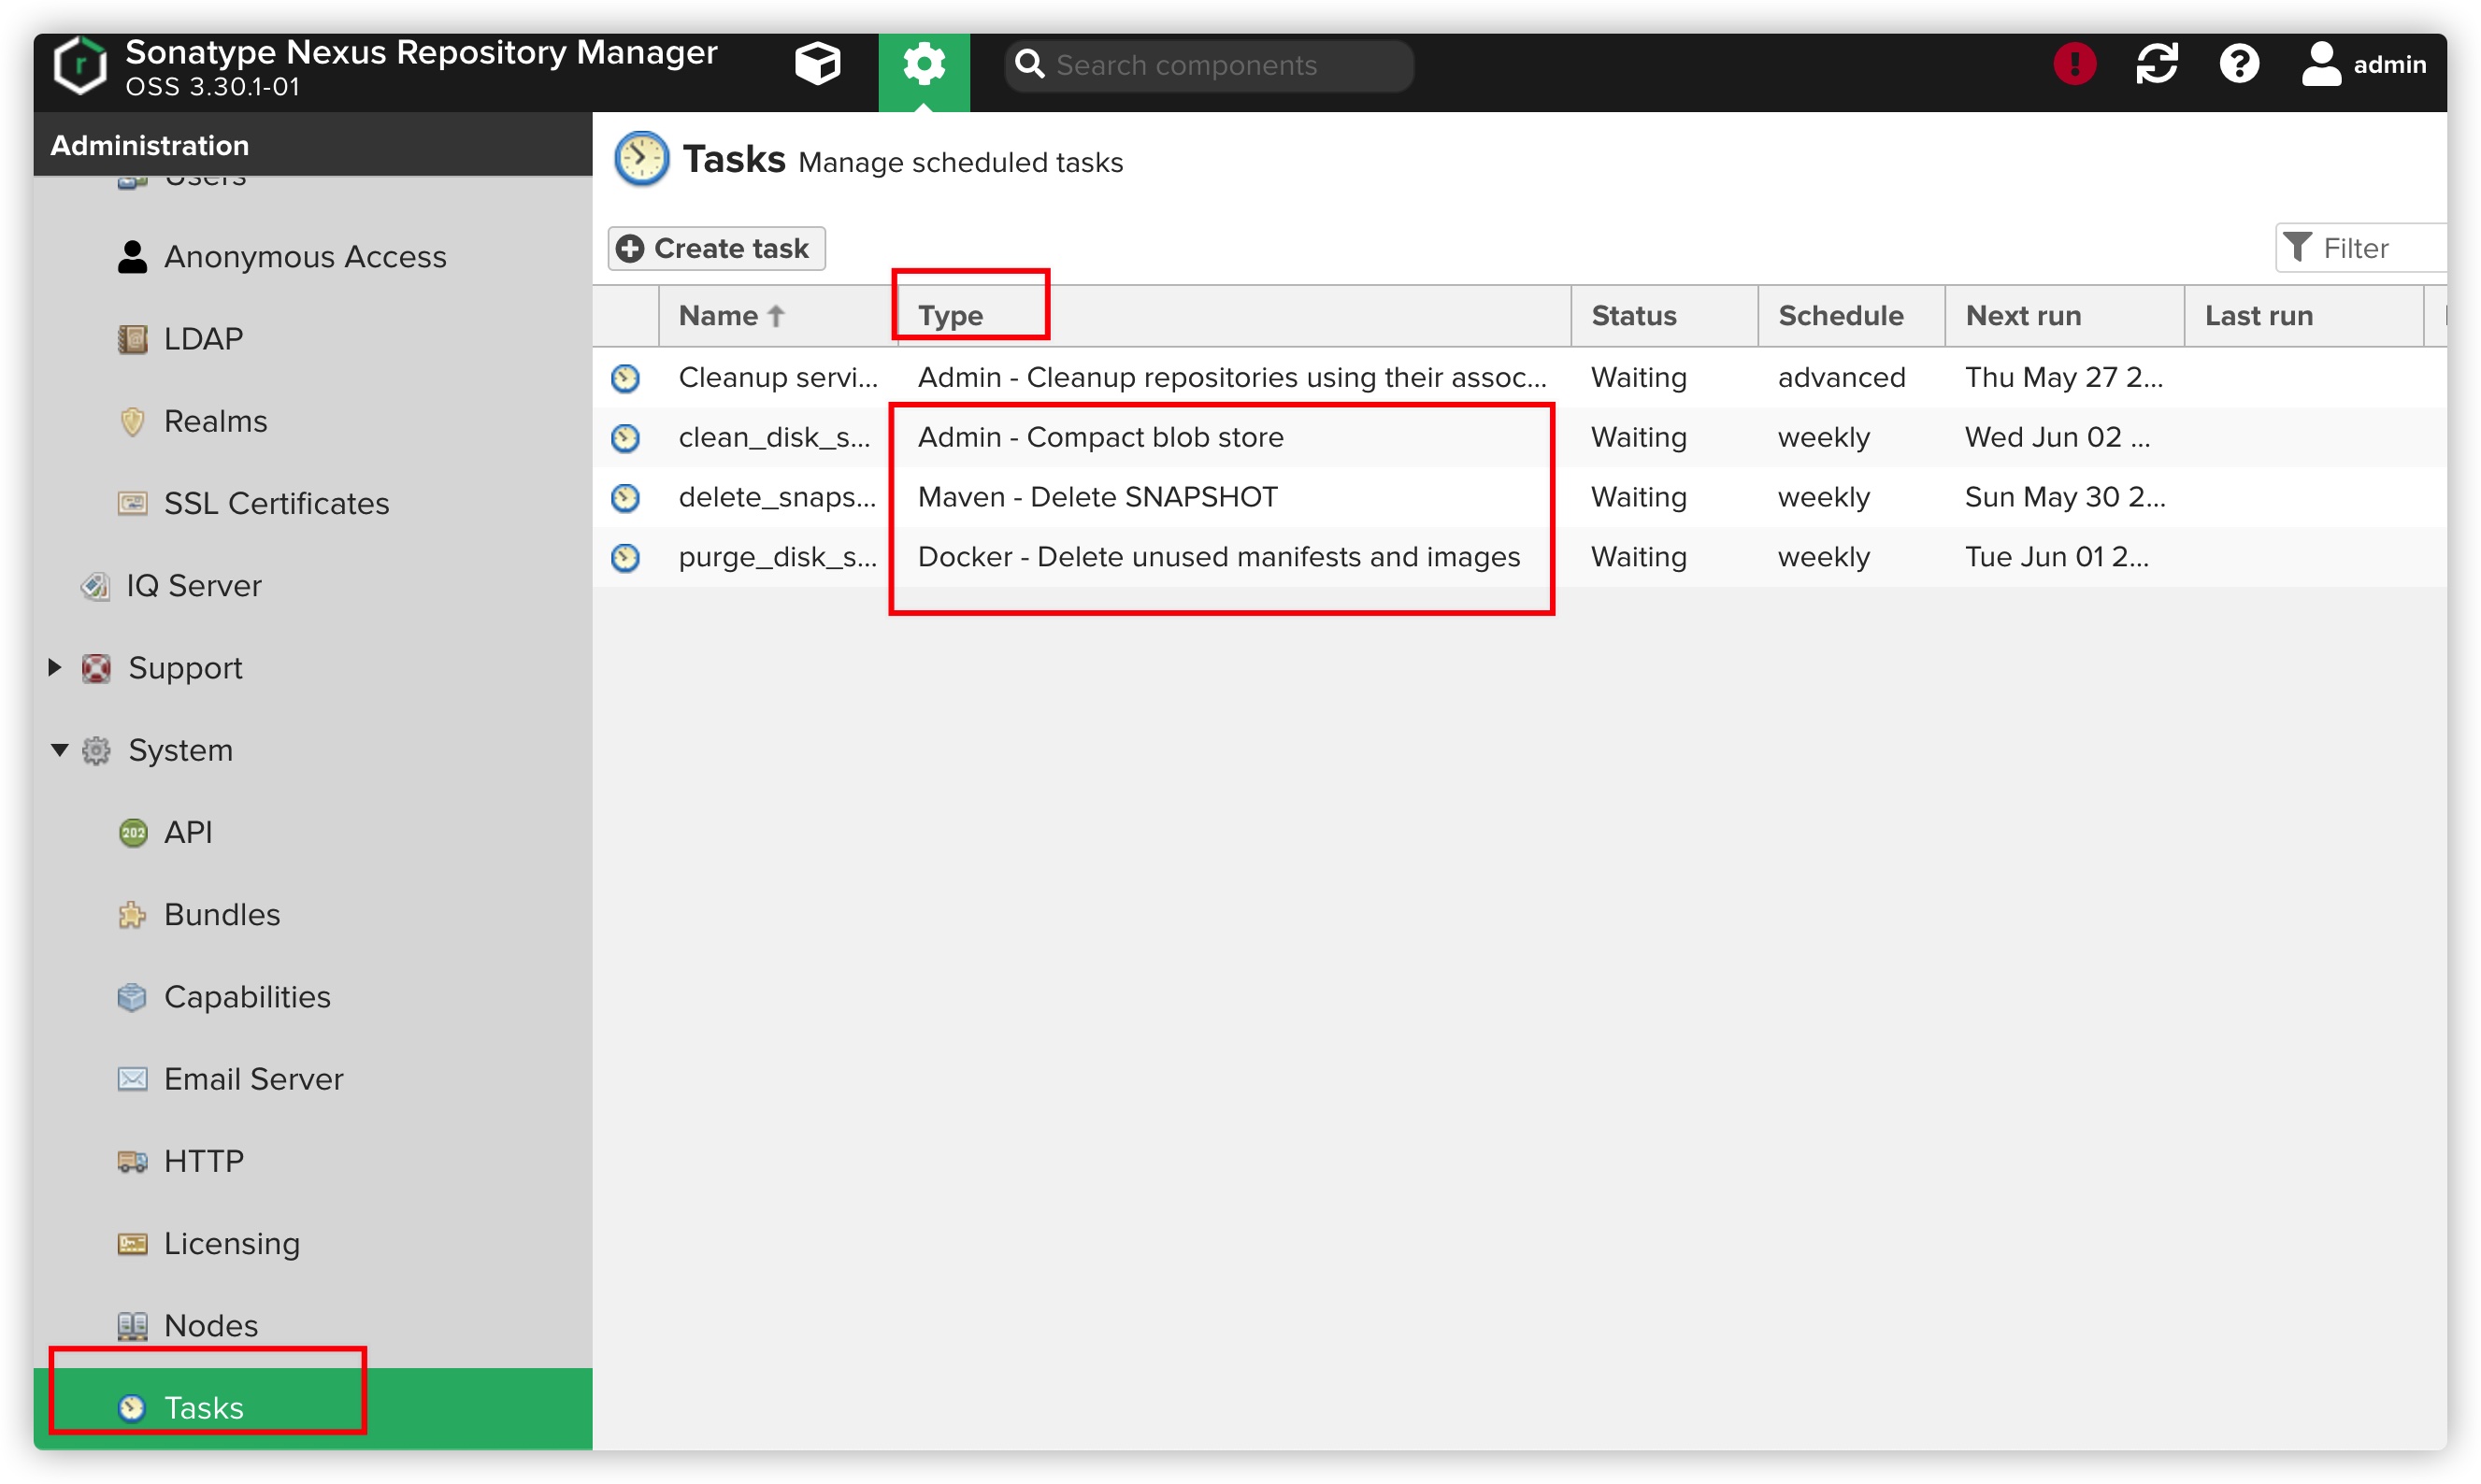 Sonatype Nexus Repository Manager
OSS 3.30.1-01
Search components
admin
Administration
Users
Anonymous Access
LDAP
Realms
SSL Certificates
IQ Server
Support
System
API
Bundles
Capabilities
Email Server
HTTP
Licensing
Nodes
Tasks
Tasks Manage scheduled tasks
Create task
Filter
Name Type Status Schedule Next run Last run
Cleanup servi... Admin - Cleanup repositories using their assoc... Waiting advanced Thu May 27 2...
clean_disk_s... Admin - Compact blob store Waiting weekly Wed Jun 02 ...
delete_snaps... Maven - Delete SNAPSHOT Waiting weekly Sun May 30 2...
purge_disk_s... Docker - Delete unused manifests and images Waiting weekly Tue Jun 01 2...